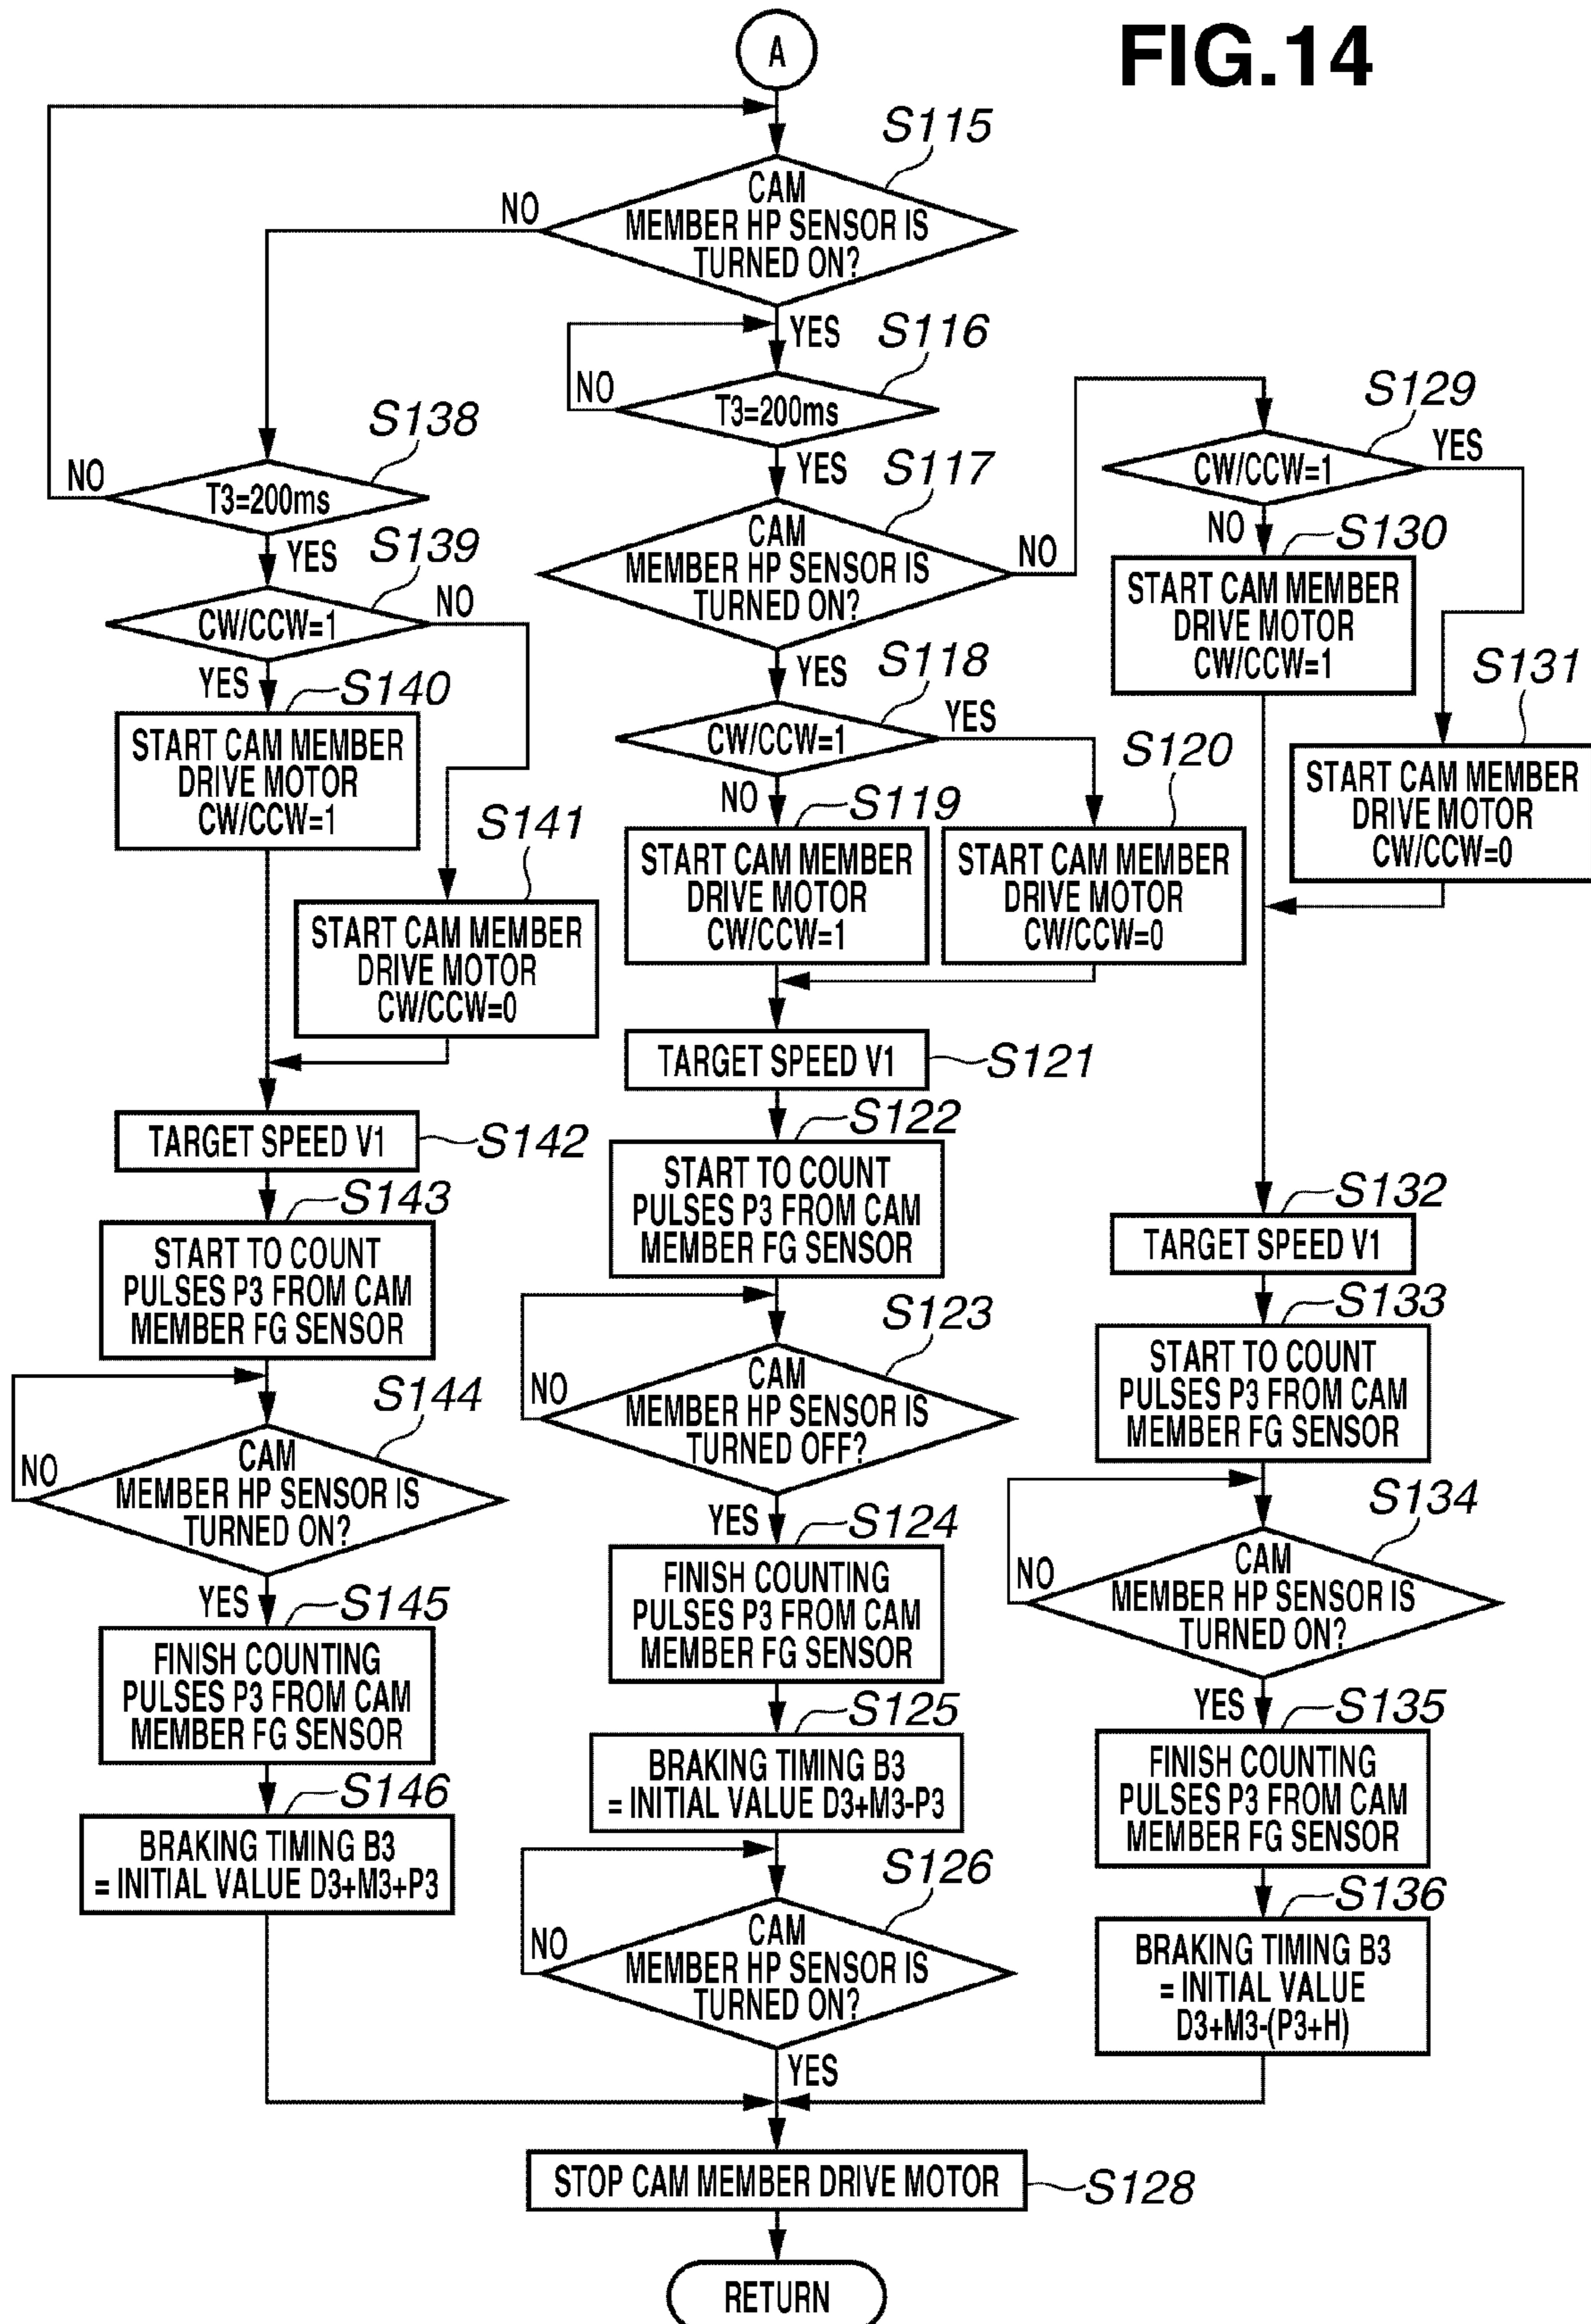 FIG.14
A
S115
CAM
MEMBER HP SENSOR IS
TURNED ON?
NO
YES
S116
T3=200ms
NO
YES
S117
CAM
MEMBER HP SENSOR IS
TURNED ON?
NO
YES
S118
CW/CCW=1
YES
NO
S119
START CAM MEMBER
DRIVE MOTOR
CW/CCW=1
S120
START CAM MEMBER
DRIVE MOTOR
CW/CCW=0
TARGET SPEED V1
S121
S122
START TO COUNT
PULSES P3 FROM CAM
MEMBER FG SENSOR
S123
CAM
MEMBER HP SENSOR IS
TURNED OFF?
NO
YES
S124
FINISH COUNTING
PULSES P3 FROM CAM
MEMBER FG SENSOR
S125
BRAKING TIMING B3
= INITIAL VALUE D3+M3-P3
S126
CAM
MEMBER HP SENSOR IS
TURNED ON?
NO
YES
S129
CW/CCW=1
YES
NO
S130
START CAM MEMBER
DRIVE MOTOR
CW/CCW=1
S131
START CAM MEMBER
DRIVE MOTOR
CW/CCW=0
S132
TARGET SPEED V1
S133
START TO COUNT
PULSES P3 FROM CAM
MEMBER FG SENSOR
S134
CAM
MEMBER HP SENSOR IS
TURNED ON?
NO
YES
S135
FINISH COUNTING
PULSES P3 FROM CAM
MEMBER FG SENSOR
S136
BRAKING TIMING B3
= INITIAL VALUE
D3+M3-(P3+H)
S138
T3=200ms
NO
YES
S139
CW/CCW=1
NO
YES
S140
START CAM MEMBER
DRIVE MOTOR
CW/CCW=1
S141
START CAM MEMBER
DRIVE MOTOR
CW/CCW=0
TARGET SPEED V1
S142
S143
START TO COUNT
PULSES P3 FROM CAM
MEMBER FG SENSOR
S144
CAM
MEMBER HP SENSOR IS
TURNED ON?
NO
YES
S145
FINISH COUNTING
PULSES P3 FROM CAM
MEMBER FG SENSOR
S146
BRAKING TIMING B3
= INITIAL VALUE D3+M3+P3
STOP CAM MEMBER DRIVE MOTOR
S128
RETURN